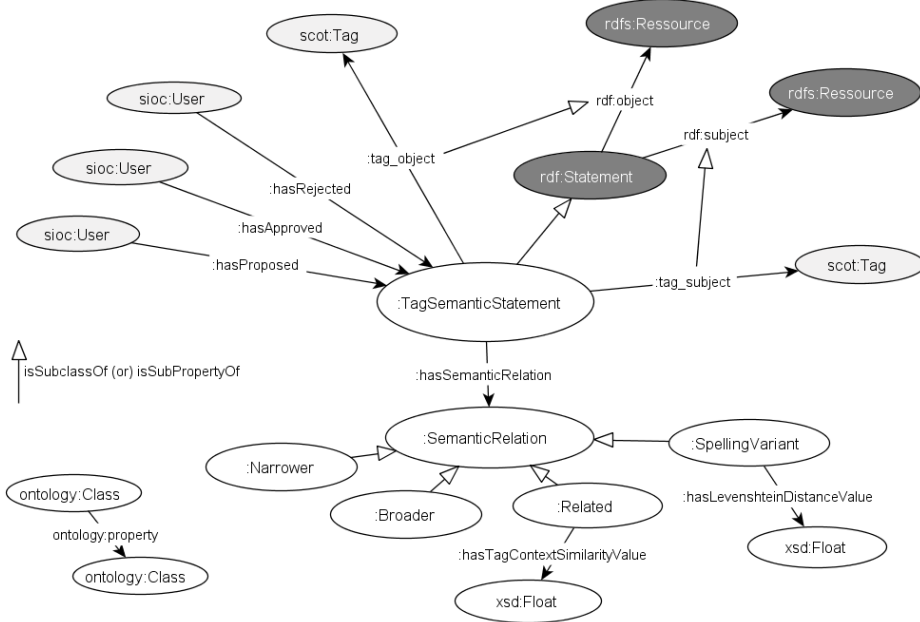 rdfs:Ressource
scot:Tag
rdfs:Ressource
sioc:User
rdf:object
rdf:subject
:tag_object
sioc:User
rdf:Statement
:hasRejected
:hasApproved
sioc:User
:hasProposed
scot:Tag
:tag_subject
:TagSemanticStatement
isSubclassOf (or) isSubPropertyOf
:hasSemanticRelation
:SemanticRelation
:SpellingVariant
:Narrower
ontology:Class
:hasLevenshteinDistanceValue
:Broader
:Related
ontology:property
:hasTagContextSimilarityValue
xsd:Float
ontology:Class
xsd:Float